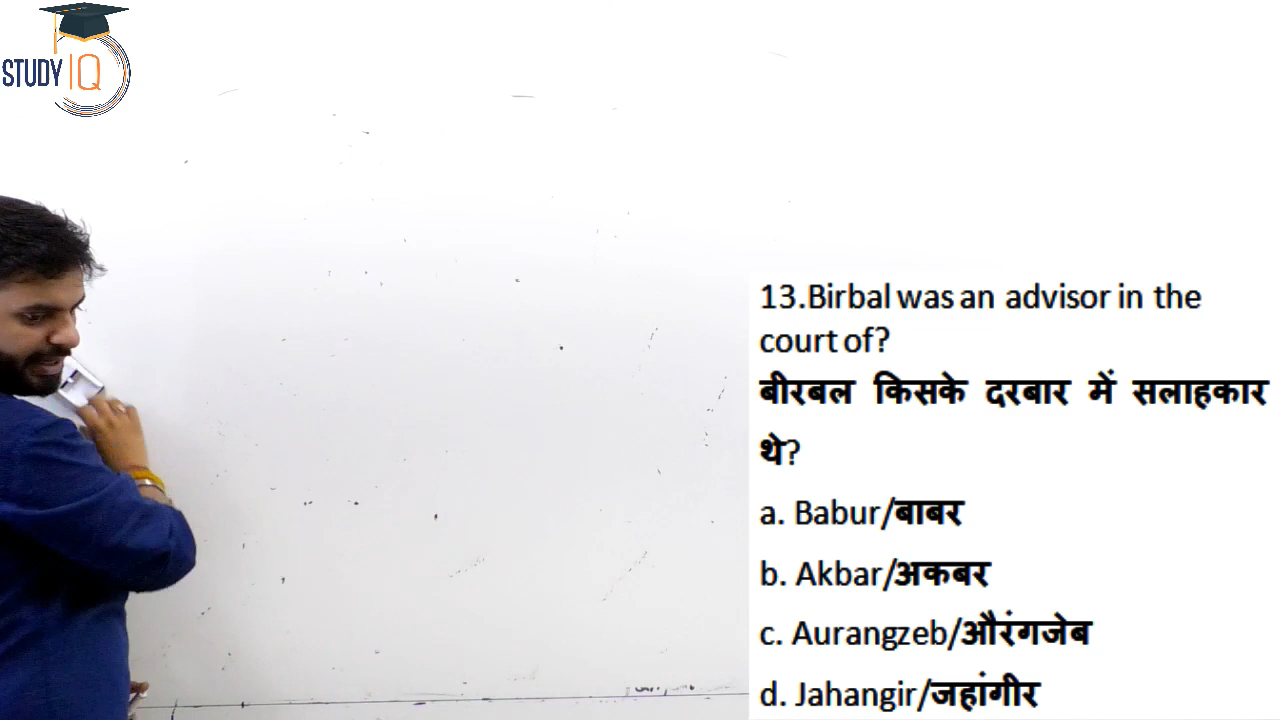 STUDY IQ
13.Birbal was an advisor in the
court of?
बीरबल किसके दरबार में सलाहकार
थे?
a. Babur/बाबर
b. Akbar/अकबर
c. Aurangzeb/औरंगजेब
d. Jahangir/जहांगीर